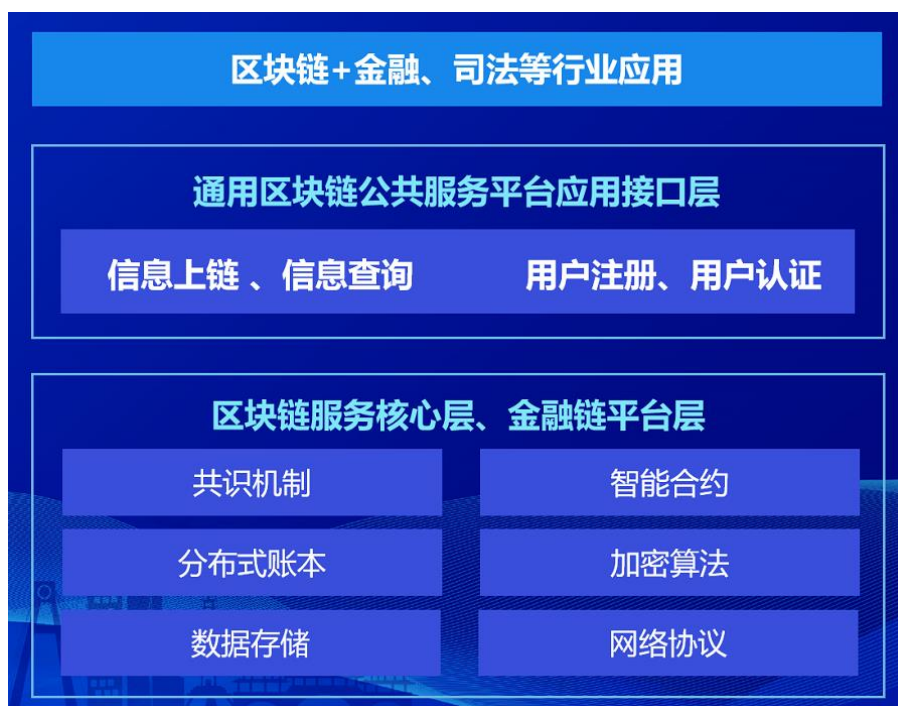 区块链+金融、司法等行业应用
通用区块链公共服务平台应用接口层
信息上链 、信息查询 用户注册、用户认证
区块链服务核心层、金融链平台层
共识机制 智能合约
分布式账本 加密算法
数据存储 网络协议